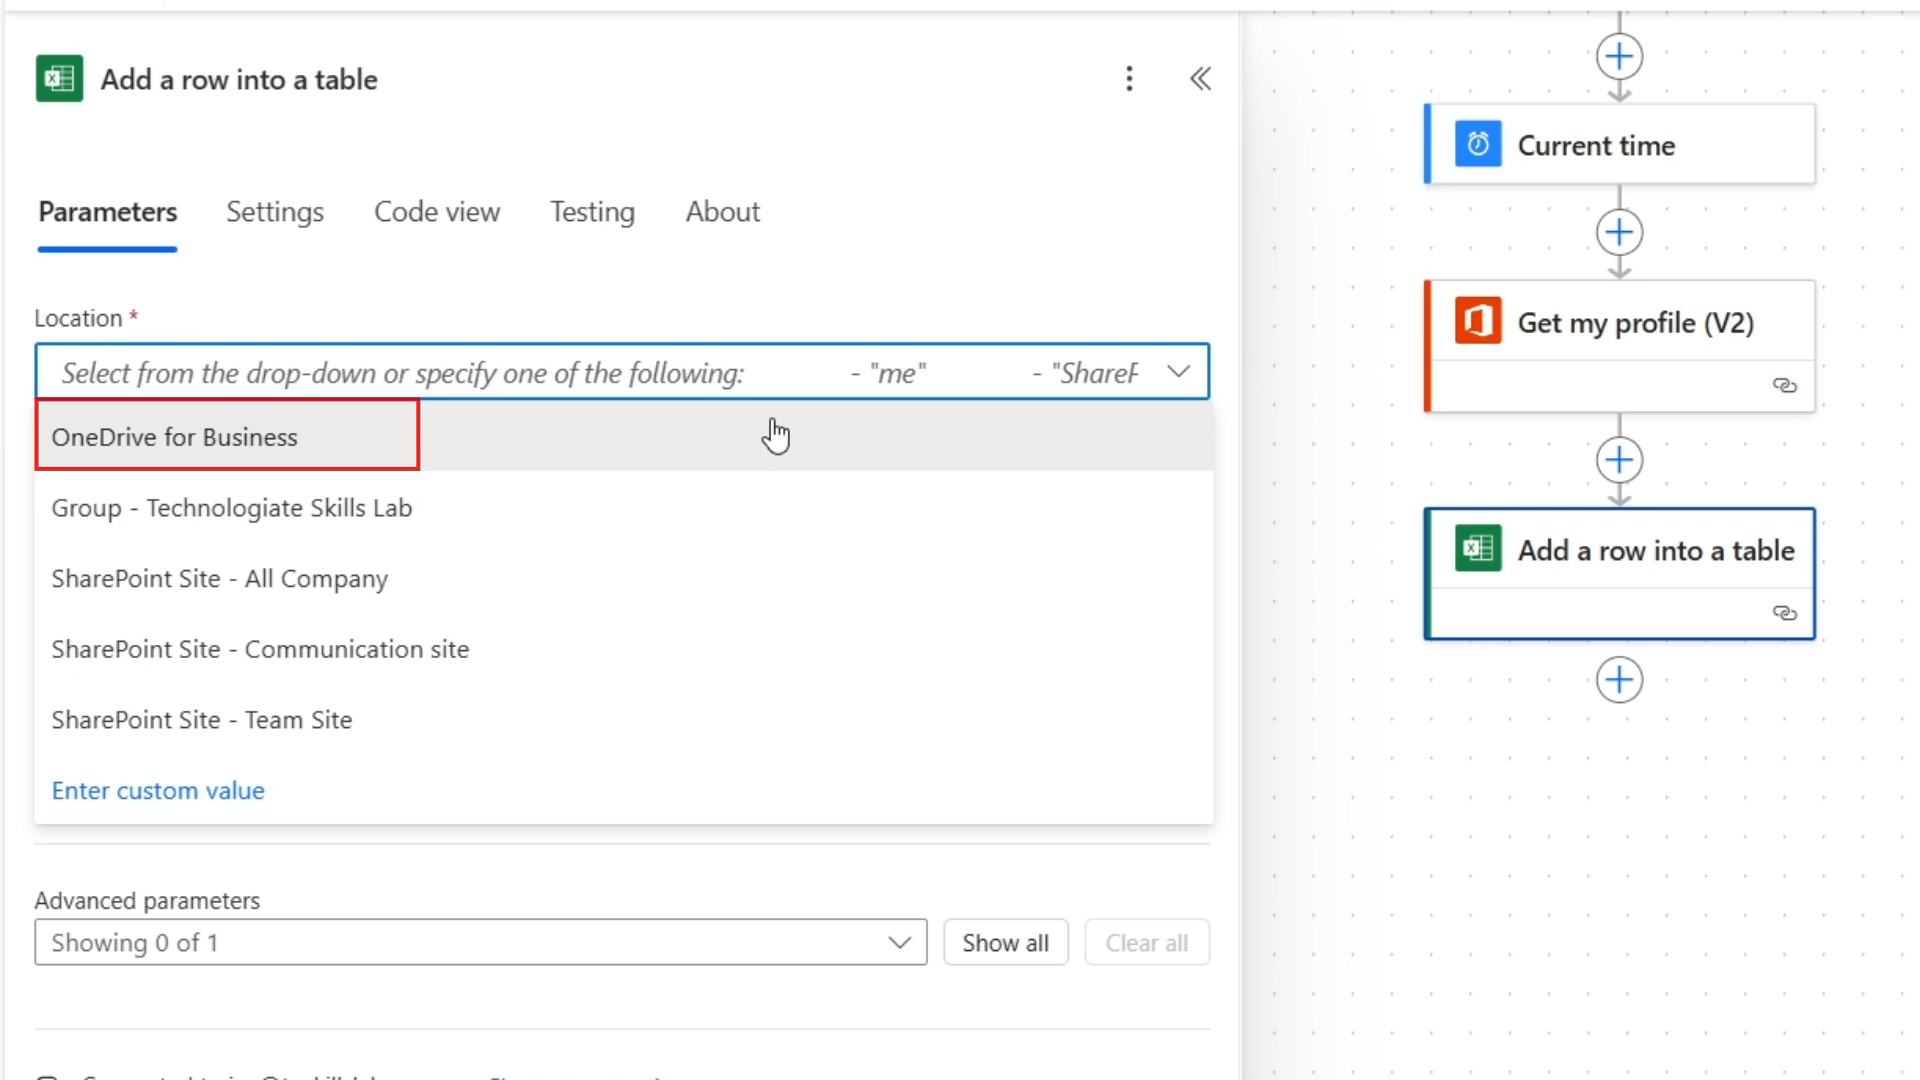 Add a row into a table
Parameters
Settings
Code view
Testing
About
Location *
Select from the drop-down or specify one of the following: - "me" - "ShareP
OneDrive for Business
Group - Technologiate Skills Lab
SharePoint Site - All Company
SharePoint Site - Communication site
SharePoint Site - Team Site
Enter custom value
Advanced parameters
Showing 0 of 1
Show all
Clear all
Current time
Get my profile (V2)
Add a row into a table